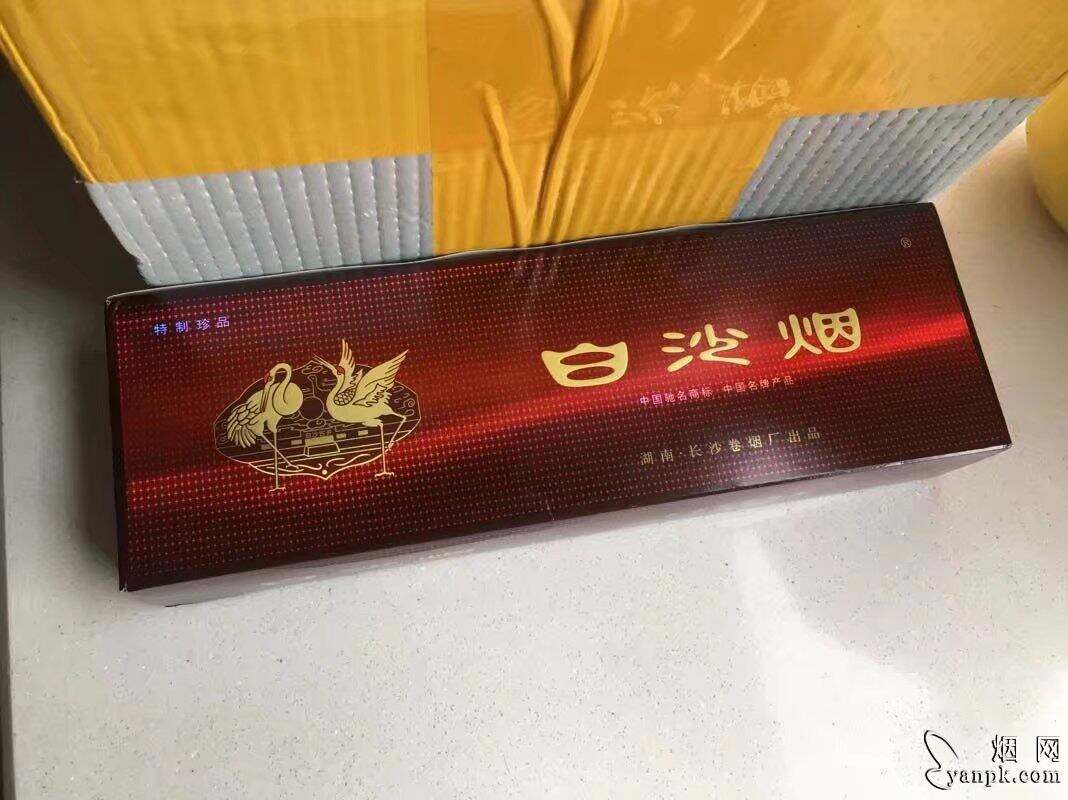 特制珍品
®
白沙烟
中国驰名商标 中国名牌产品
湖南 长沙卷烟厂出品
烟网
yanpk.com